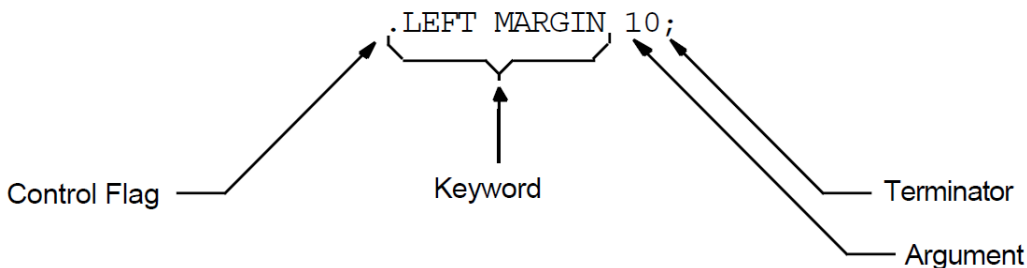 .LEFT MARGIN 10;
Control Flag
Keyword
Terminator
Argument